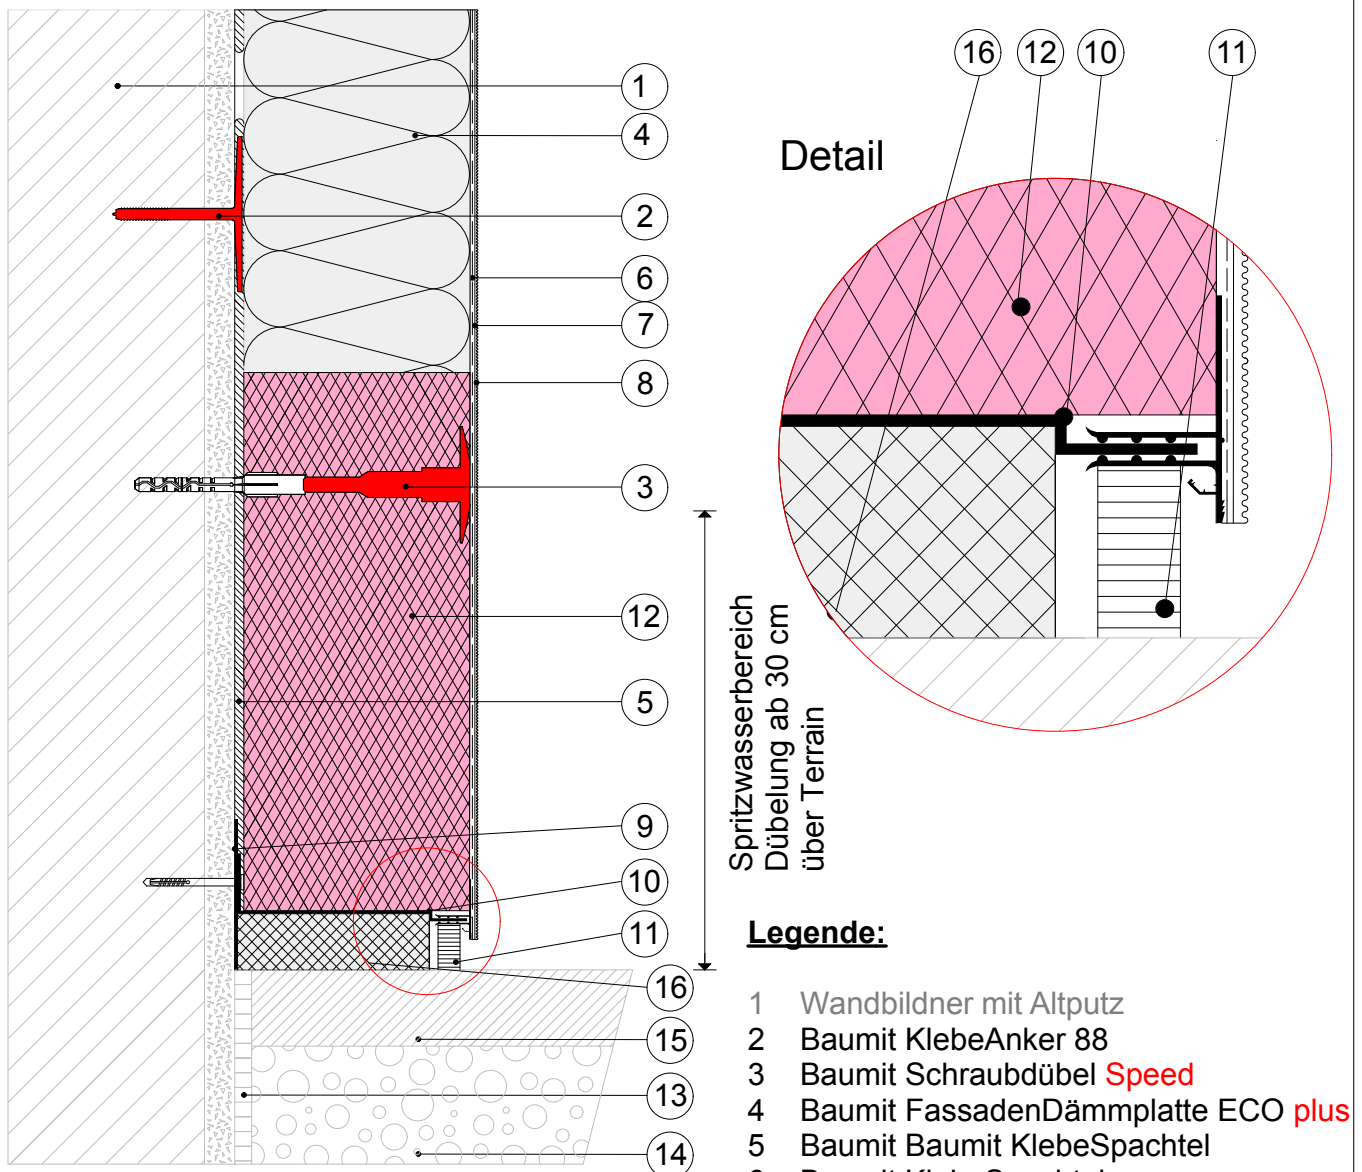 1
4
2
6
7
8
3
12
5
9
10
11
16
15
13
14
16 12 10 11
Detail
Spritzwasserbereich
Dübelung ab 30 cm
über Terrain
Legende:
1 Wandbildner mit Altputz
2 Baumit KlebeAnker 88
3 Baumit Schraubdübel Speed
4 Baumit FassadenDämmplatte ECO plus
5 Baumit Baumit KlebeSpachtel